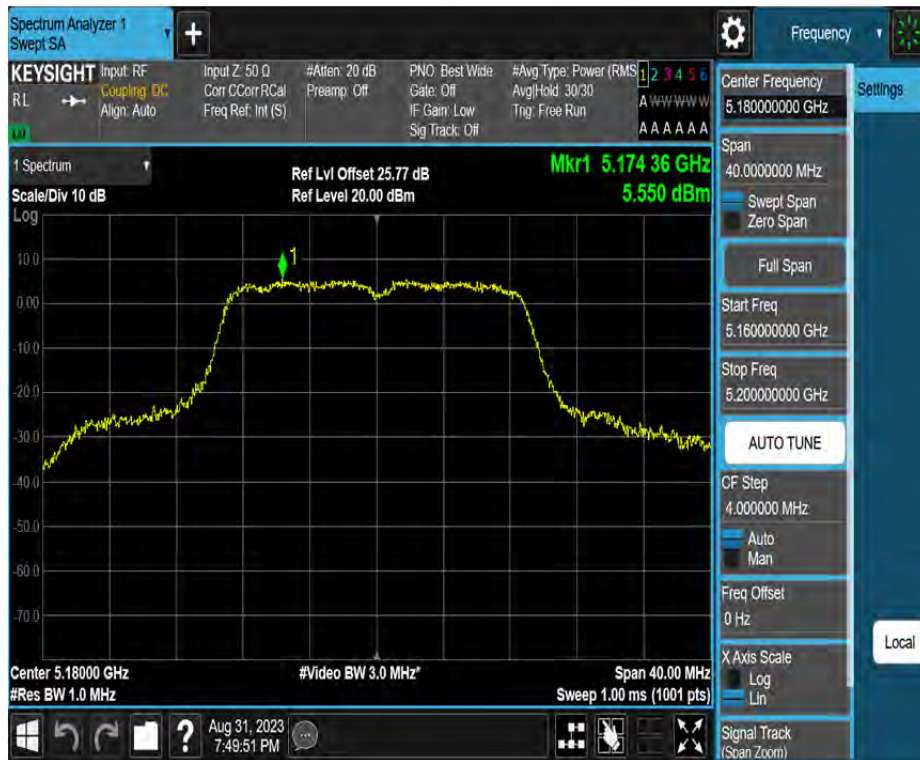 Spectrum Analyzer 1
Swept SA
+
Frequency
KEYSIGHT
RL
LXI
Input: RF
Coupling: DC
Align: Auto
Input Z: 50 Ω
Corr CCorr RCal
Freq Ref: Int (S)
#Atten: 20 dB
Preamp: Off
PNO: Best Wide
Gate: Off
IF Gain: Low
Sig Track: Off
#Avg Type: Power (RMS
Avg|Hold: 30/30
Trig: Free Run
1 2 3 4 5 6
A W W W W W
A A A A A A
Center Frequency
5.180000000 GHz
Settings
1 Spectrum
Scale/Div 10 dB
Ref Lvl Offset 25.77 dB
Ref Level 20.00 dBm
Mkr1 5.174 36 GHz
5.550 dBm
Span
40.0000000 MHz
Swept Span
Zero Span
Full Span
Start Freq
5.160000000 GHz
Stop Freq
5.200000000 GHz
AUTO TUNE
CF Step
4.000000 MHz
Auto
Man
Freq Offset
0 Hz
X Axis Scale
Log
Lin
Signal Track
(Span Zoom)
Local
Log
10.0
0.00
-10.0
-20.0
-30.0
-40.0
-50.0
-60.0
-70.0
1
Center 5.18000 GHz
#Res BW 1.0 MHz
#Video BW 3.0 MHz*
Span 40.00 MHz
Sweep 1.00 ms (1001 pts)
?
Aug 31, 2023
7:49:51 PM